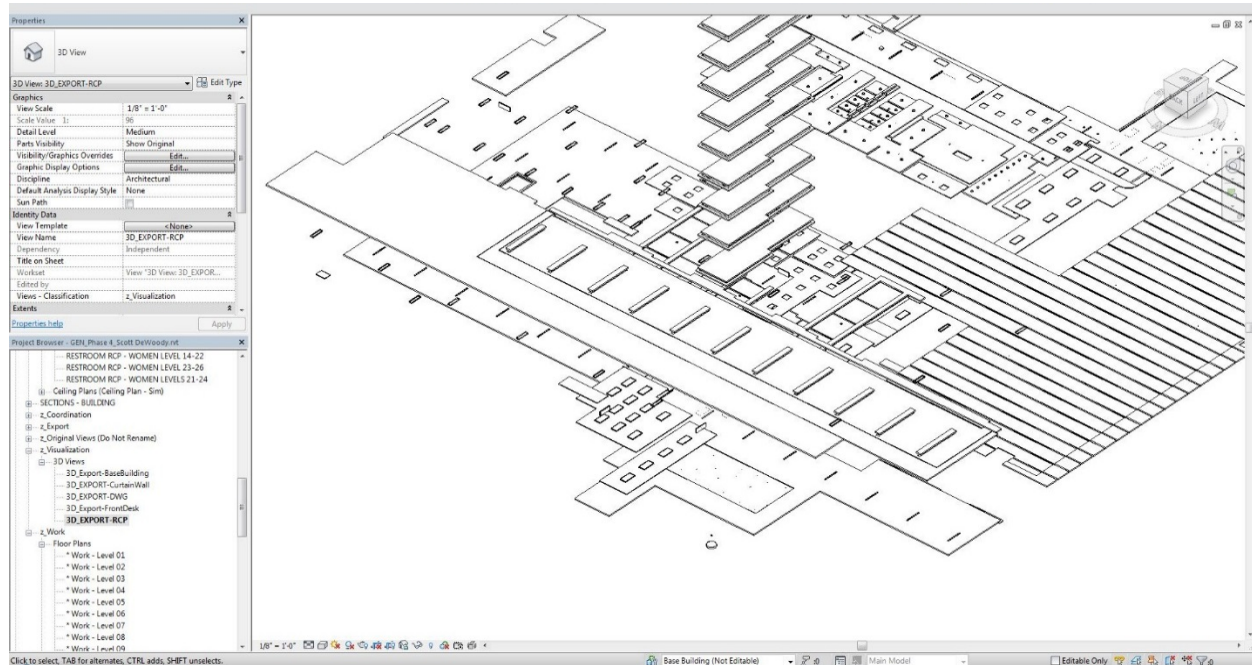 Properties
3D View
3D View: 3D_EXPORT-RCP
Edit Type
Graphics
View Scale 1/8" = 1'-0"
Scale Value 1: 96
Detail Level Medium
Parts Visibility Show Original
Visibility/Graphics Overrides Edit...
Graphic Display Options Edit...
Discipline Architectural
Default Analysis Display Style None
Sun Path
Identity Data
View Template <None>
View Name 3D_EXPORT-RCP
Dependency Independent
Title on Sheet
Workset View "3D View: 3D_EXPOR...
Edited by
Views - Classification z_Visualization
Extents
Properties help Apply
Project Browser - GEN_Phase 4_Scott DeWoody.rvt
RESTROOM RCP - WOMEN LEVEL 14-22
RESTROOM RCP - WOMEN LEVEL 23-26
RESTROOM RCP - WOMEN LEVELS 21-24
Ceiling Plans (Ceiling Plan - Sim)
SECTIONS - BUILDING
z_Coordination
z_Export
z_Original Views (Do Not Rename)
z_Visualization
3D Views
3D_Export-BaseBuilding
3D_EXPORT-CurtainWall
3D_EXPORT-DWG
3D_Export-FrontDesk
3D_EXPORT-RCP
z_Work
Floor Plans
* Work - Level 01
* Work - Level 02
* Work - Level 03
* Work - Level 04
* Work - Level 05
* Work - Level 06
* Work - Level 07
* Work - Level 08
* Work - Level 09
1/8" = 1'-0"
Click to select, TAB for alternates, CTRL adds, SHIFT unselects.
Base Building (Not Editable)
:0
Main Model
Editable Only
:0